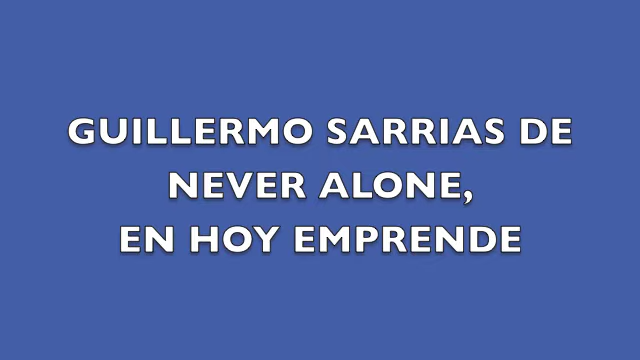 GUILLERMO SARRIAS DE
NEVER ALONE,
EN HOY EMPRENDE